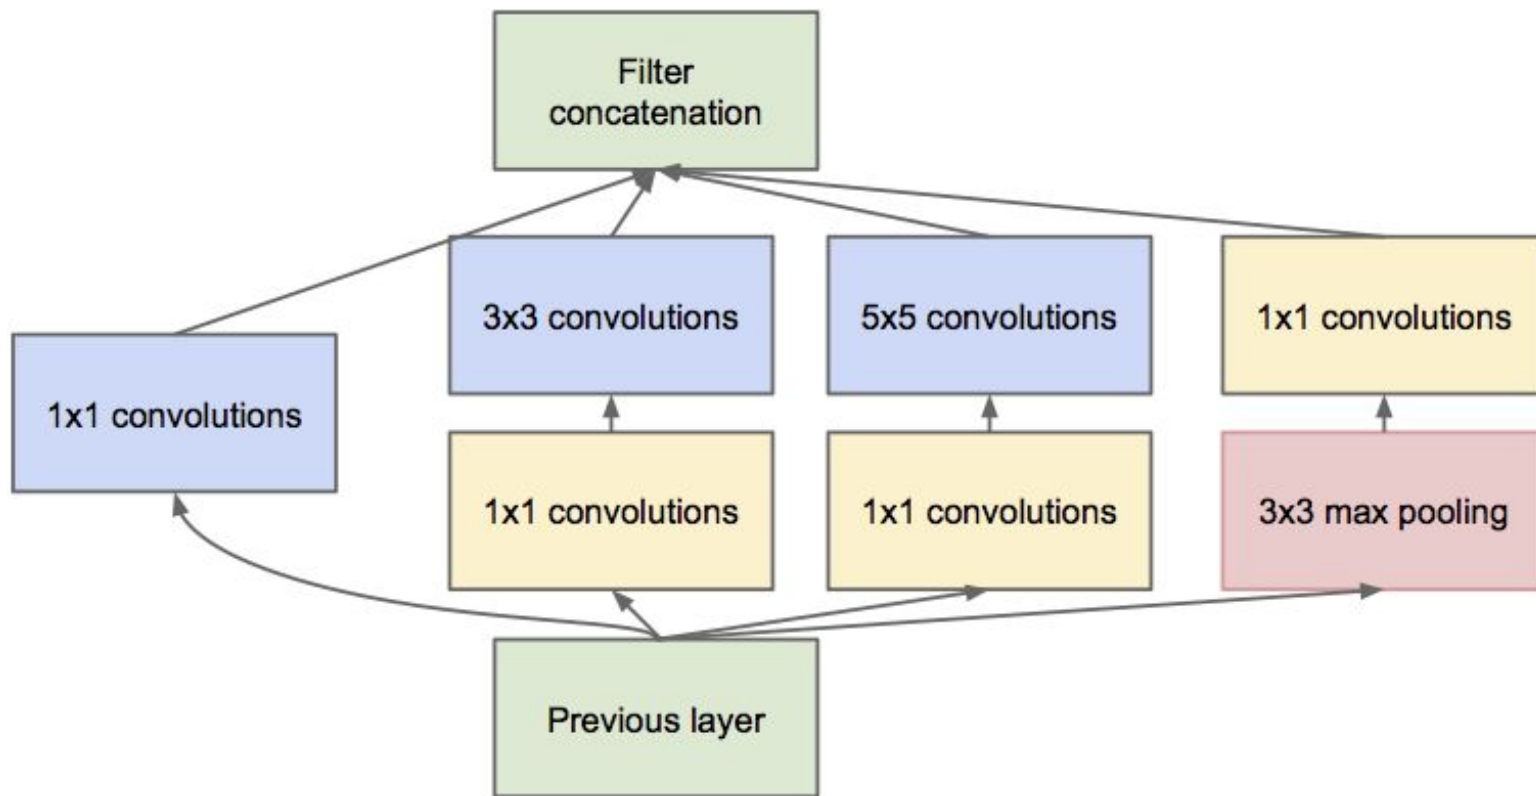 Filter
concatenation
3x3 convolutions
5x5 convolutions
1x1 convolutions
1x1 convolutions
1x1 convolutions
1x1 convolutions
3x3 max pooling
Previous layer